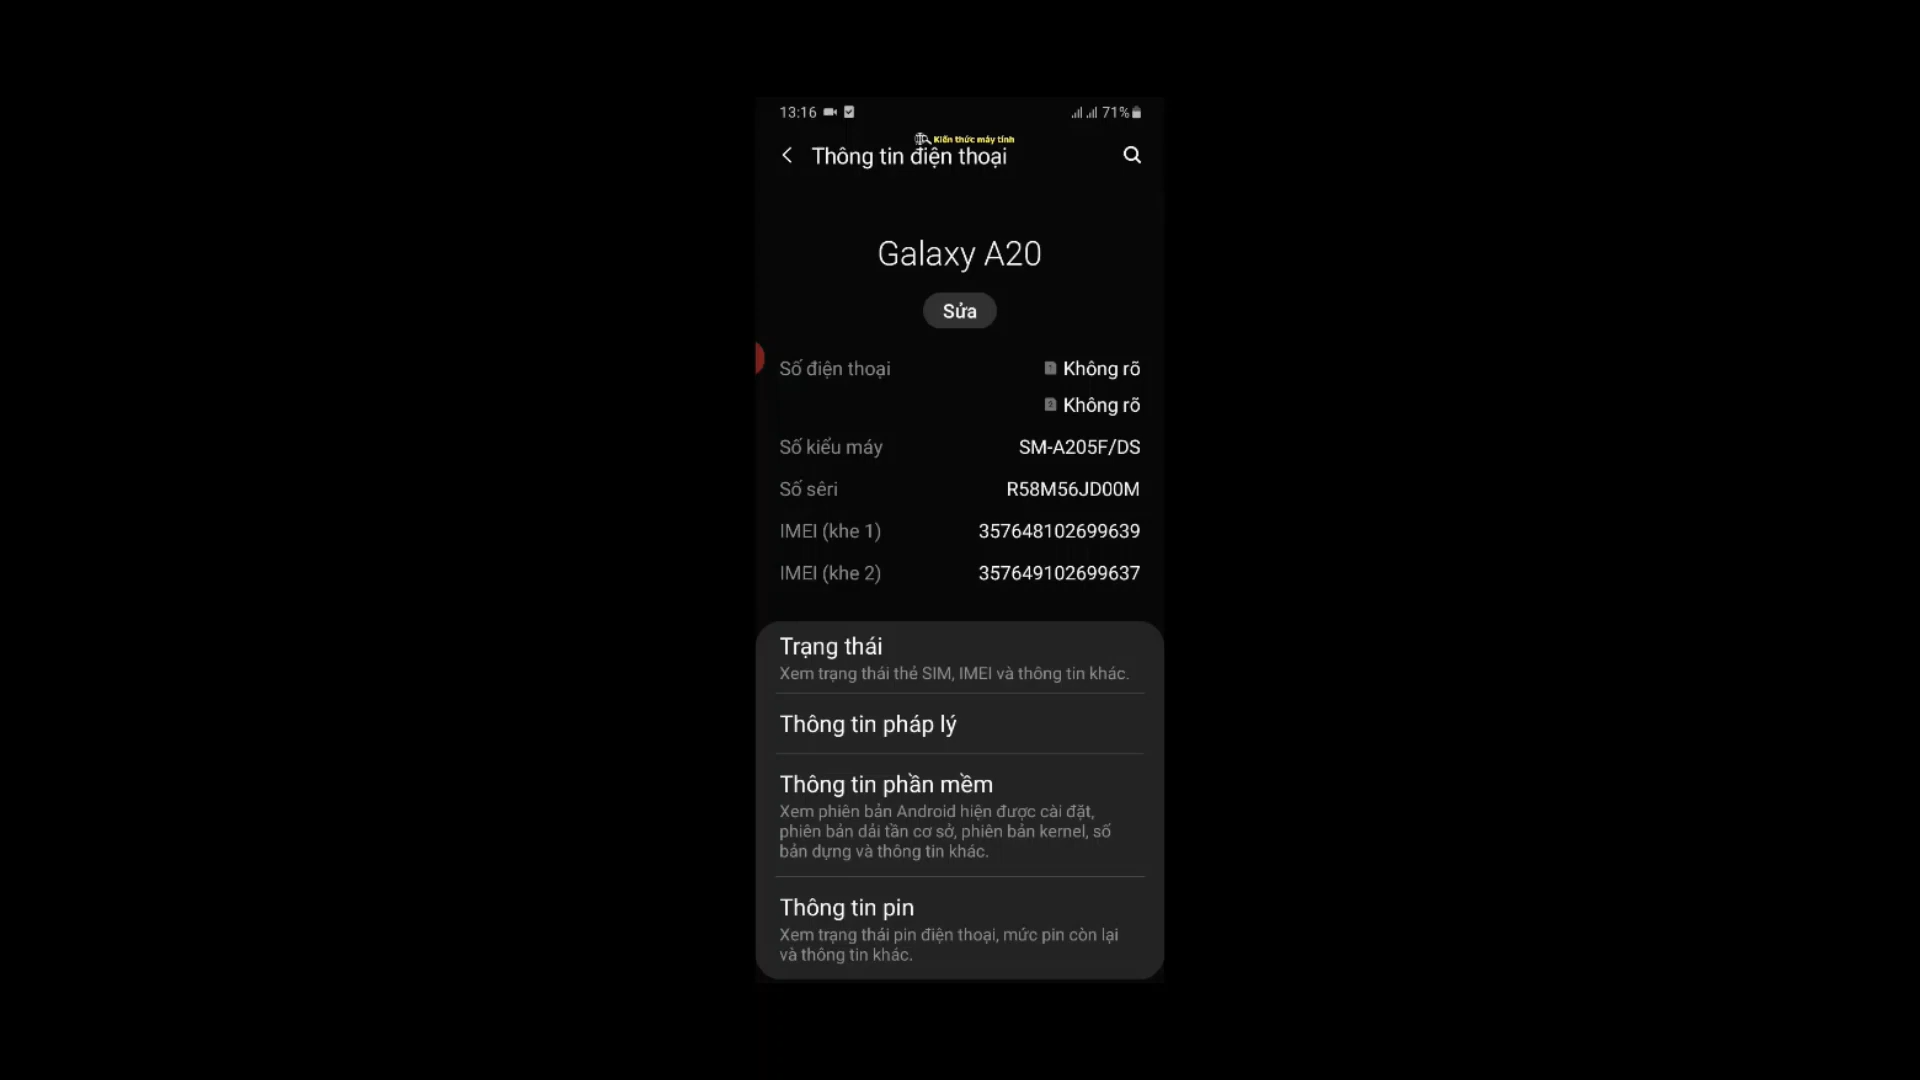 13:16
71%
Kiến thức máy tính
Thông tin điện thoại
Galaxy A20
Sửa
Số điện thoại
Không rõ
Không rõ
Số kiểu máy
SM-A205F/DS
Số sêri
R58M56JD00M
IMEI (khe 1)
357648102699639
IMEI (khe 2)
357649102699637
Trạng thái
Xem trạng thái thẻ SIM, IMEI và thông tin khác.
Thông tin pháp lý
Thông tin phần mềm
Xem phiên bản Android hiện được cài đặt,
phiên bản dải tần cơ sở, phiên bản kernel, số
bản dựng và thông tin khác.
Thông tin pin
Xem trạng thái pin điện thoại, mức pin còn lại
và thông tin khác.